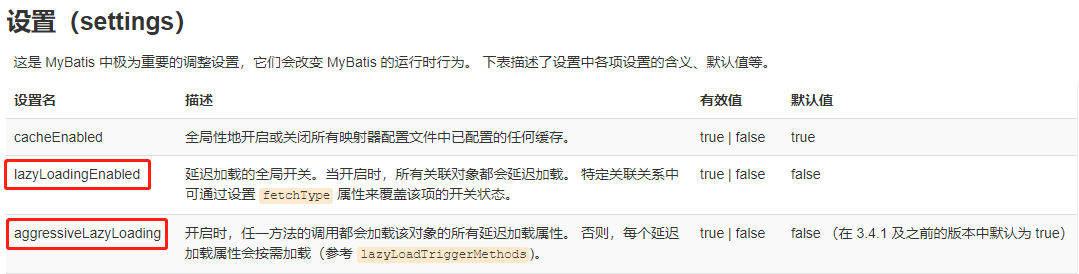 设置（settings）
这是 MyBatis 中极为重要的调整设置，它们会改变 MyBatis 的运行时行为。 下表描述了设置中各项设置的含义、默认值等。
设置名 描述 有效值 默认值
cacheEnabled 全局性地开启或关闭所有映射器配置文件中已配置的任何缓存。 true | false true
lazyLoadingEnabled 延迟加载的全局开关。当开启时，所有关联对象都会延迟加载。 特定关联关系中 true | false false
可通过设置 fetchType 属性来覆盖该项的开关状态。
aggressiveLazyLoading 开启时，任一方法的调用都会加载该对象的所有延迟加载属性。 否则，每个延迟 true | false false （在 3.4.1 及之前的版本中默认为 true）
加载属性会按需加载（参考 lazyLoadTriggerMethods)。